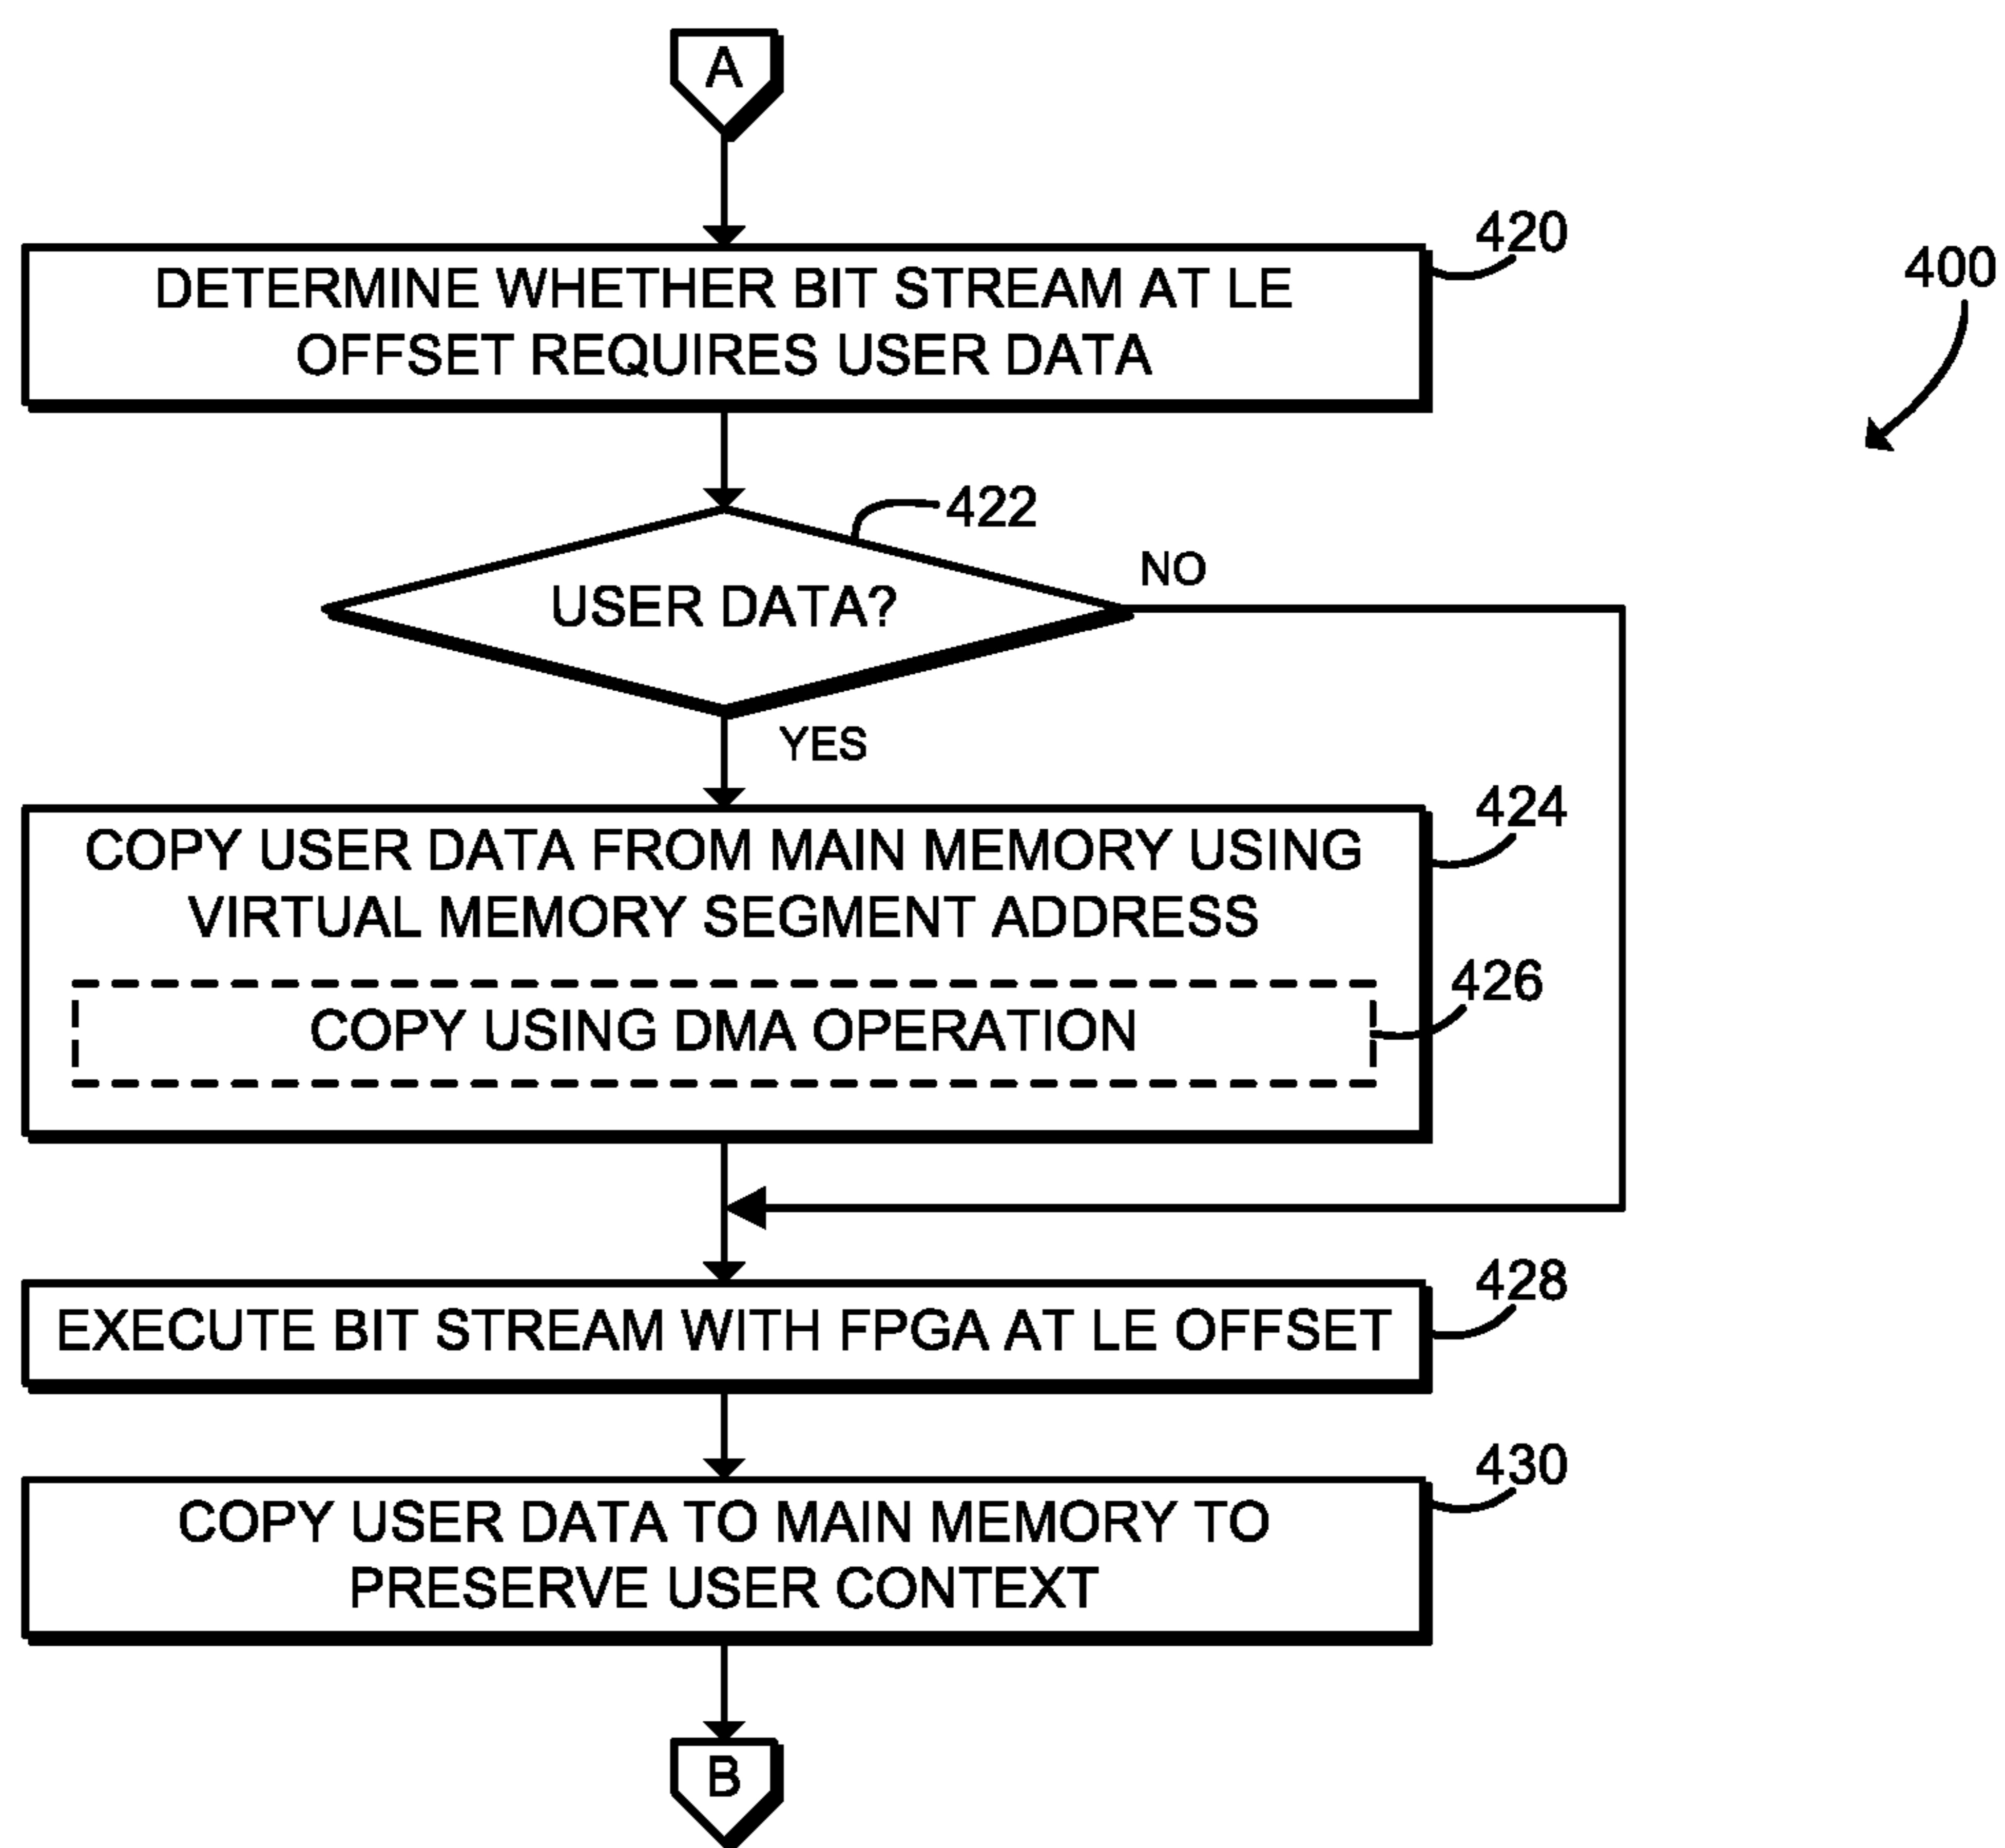 A
420
400
DETERMINE WHETHER BIT STREAM AT LE
OFFSET REQUIRES USER DATA
422
NO
USER DATA?
YES
424
COPY USER DATA FROM MAIN MEMORY USING
VIRTUAL MEMORY SEGMENT ADDRESS
426
COPY USING DMA OPERATION
428
EXECUTE BIT STREAM WITH FPGA AT LE OFFSET
430
COPY USER DATA TO MAIN MEMORY TO
PRESERVE USER CONTEXT
B